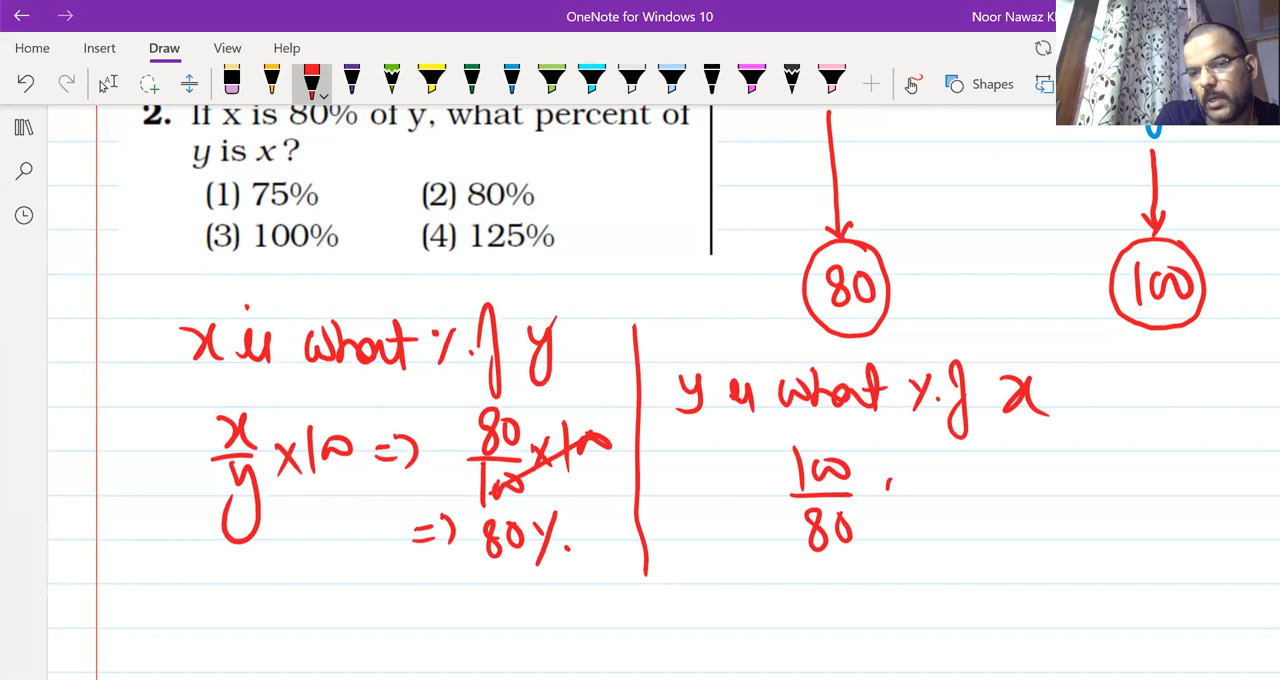 OneNote for Windows 10
Noor Nawaz Kh
Home Insert Draw View Help
Shapes
2. If x is 80% of y, what percent of
y is x?
(1) 75% (2) 80%
(3) 100% (4) 125%
80
100
x is what %. of y
x/y × 100 => 80/100 × 100
=> 80%.
y is what %. of x
100/80